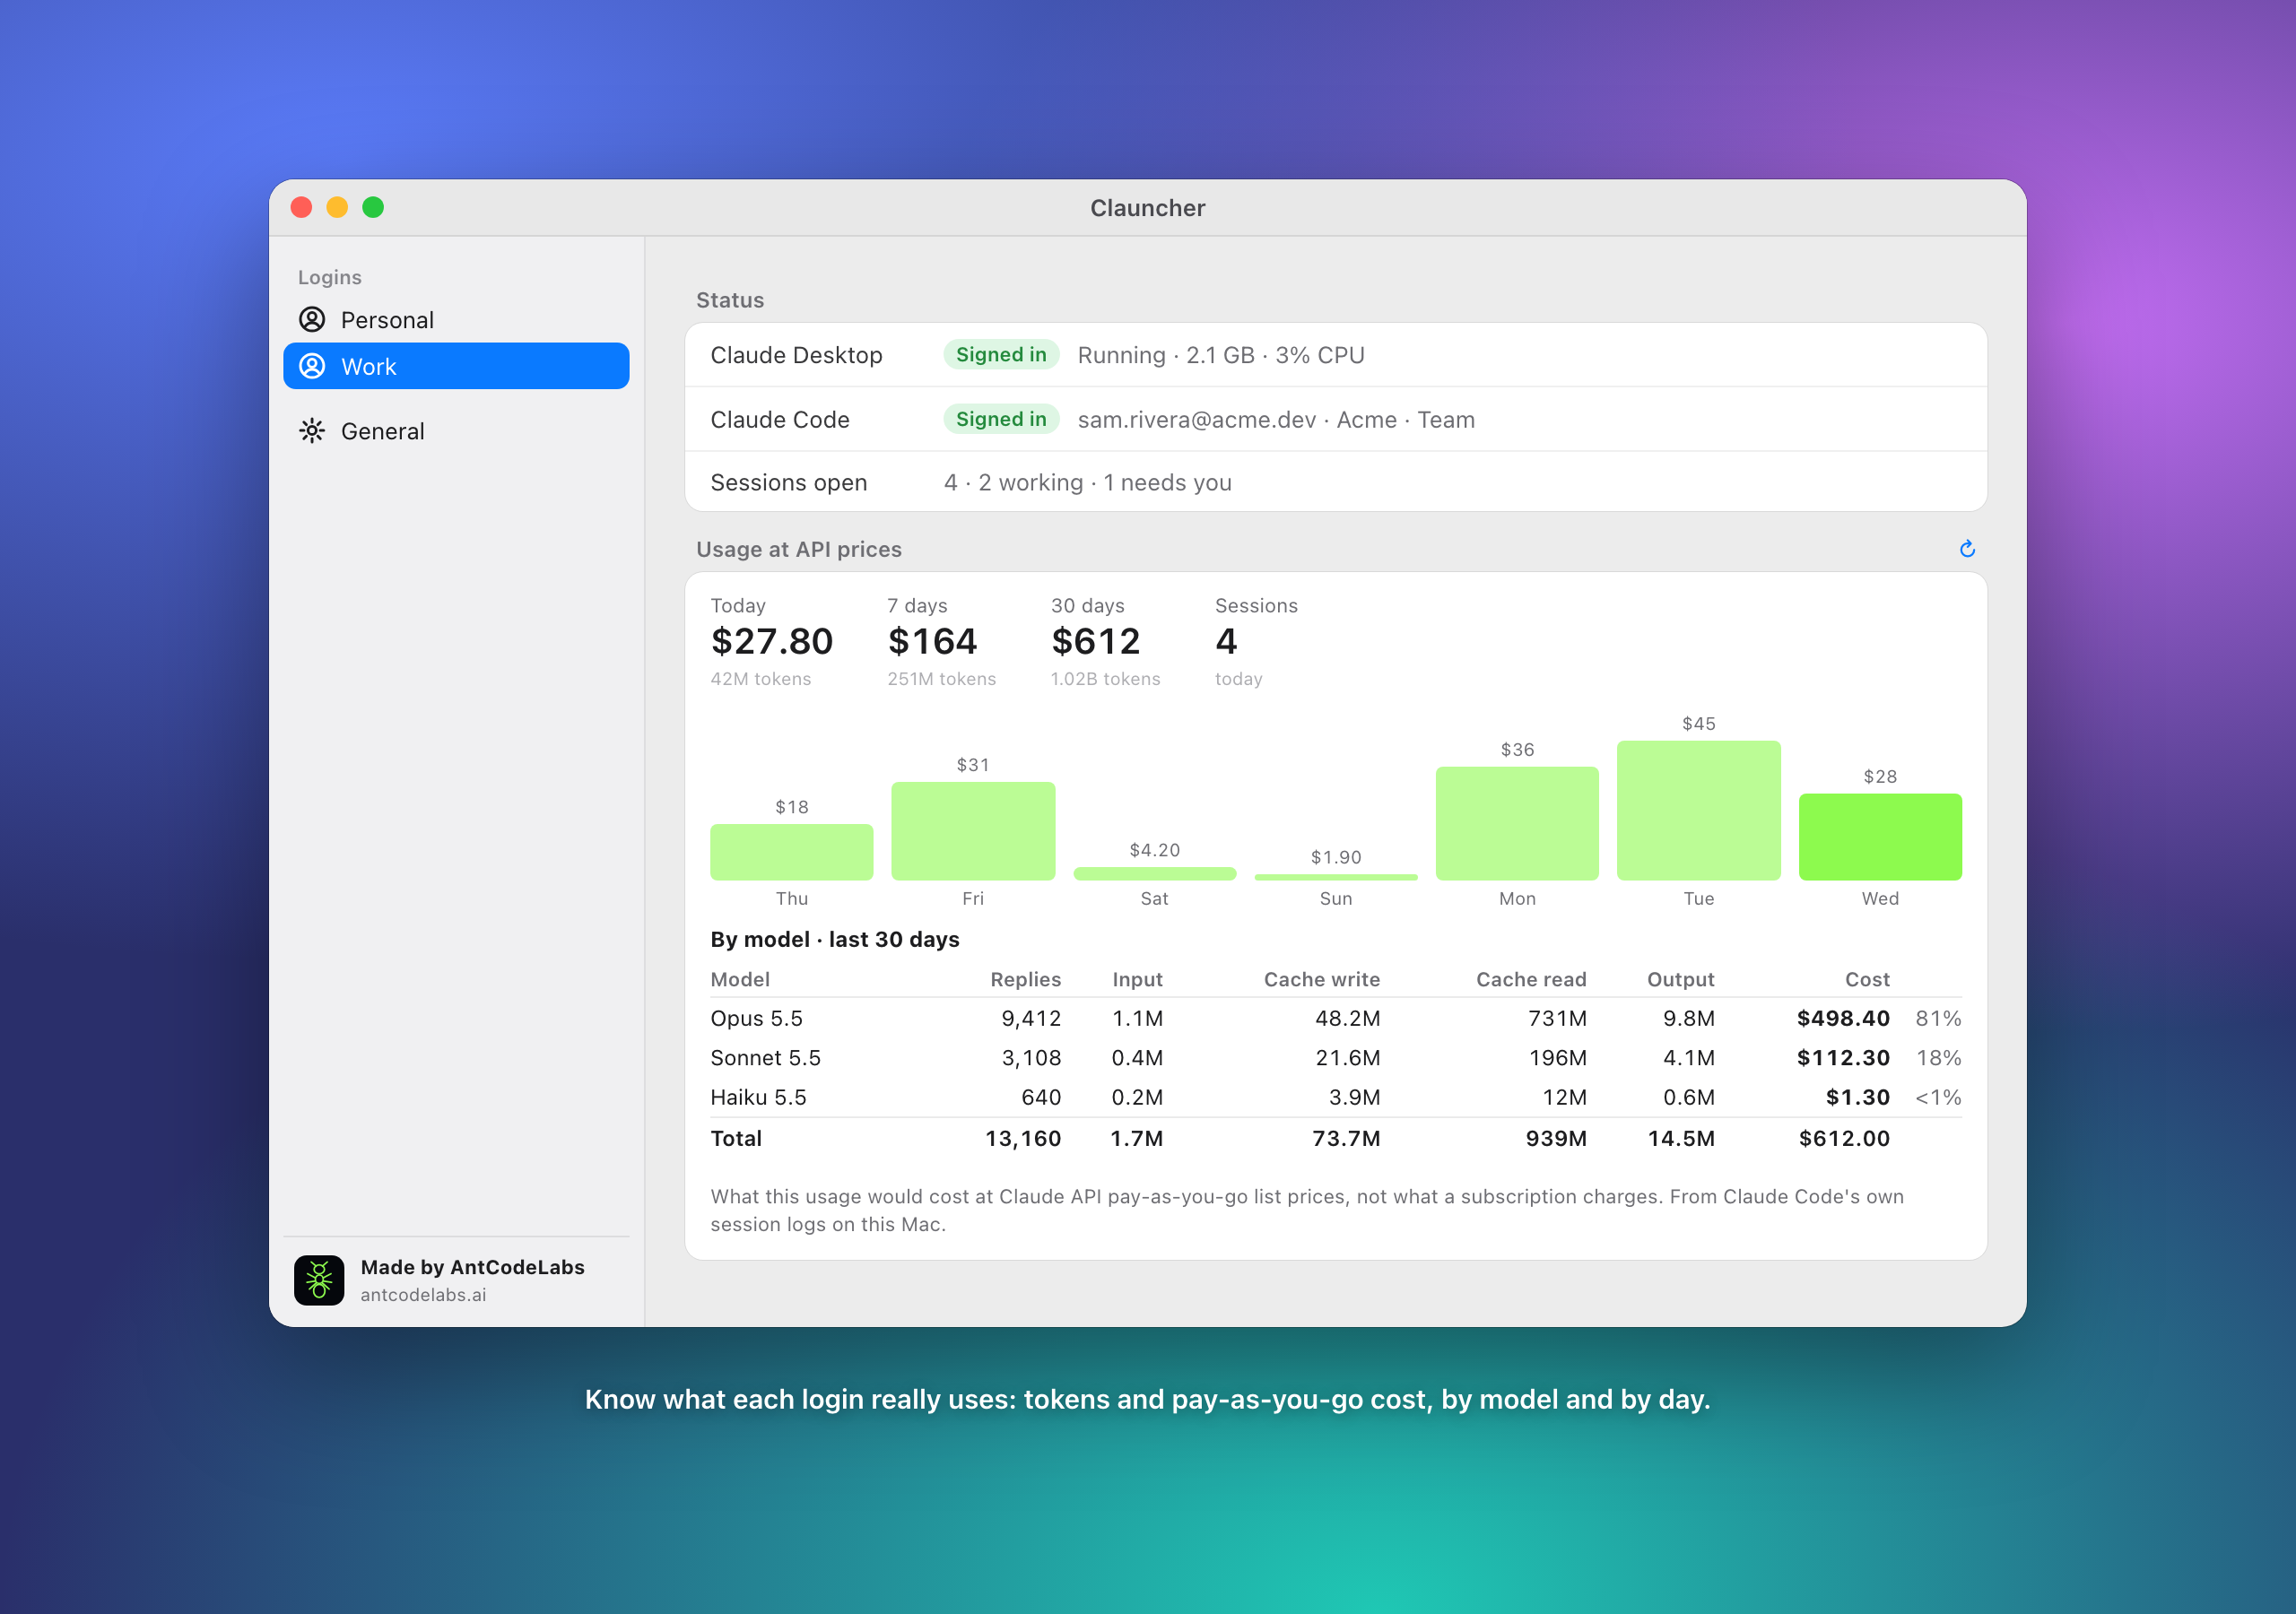 Clauncher
Logins
Personal
Work
General
Made by AntCodeLabs
antcodelabs.ai
Status
Claude Desktop Signed in Running · 2.1 GB · 3% CPU
Claude Code Signed in sam.rivera@acme.dev · Acme · Team
Sessions open 4 · 2 working · 1 needs you
Usage at API prices
Today 7 days 30 days Sessions
$27.80 $164 $612 4
42M tokens 251M tokens 1.02B tokens today
$18 $31 $4.20 $1.90 $36 $45 $28
Thu Fri Sat Sun Mon Tue Wed
By model · last 30 days
Model Replies Input Cache write Cache read Output Cost
Opus 5.5 9,412 1.1M 48.2M 731M 9.8M $498.40 81%
Sonnet 5.5 3,108 0.4M 21.6M 196M 4.1M $112.30 18%
Haiku 5.5 640 0.2M 3.9M 12M 0.6M $1.30 <1%
Total 13,160 1.7M 73.7M 939M 14.5M $612.00
What this usage would cost at Claude API pay-as-you-go list prices, not what a subscription charges. From Claude Code's own
session logs on this Mac.
Know what each login really uses: tokens and pay-as-you-go cost, by model and by day.